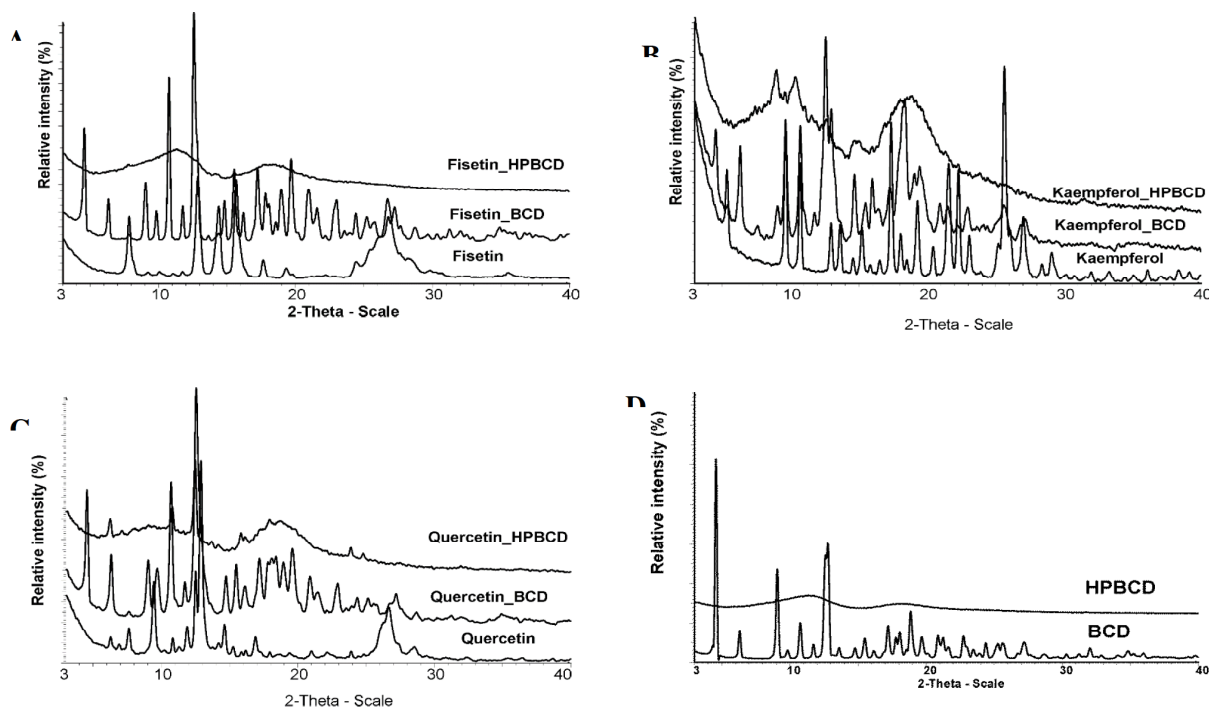 A
Relative intensity (%)
Fisetin_HPBCD
Fisetin_BCD
Fisetin
3 10 20 30 40
2-Theta - Scale
B
Relative intensity (%)
Kaempferol_HPBCD
Kaempferol_BCD
Kaempferol
3 10 20 30 40
2-Theta - Scale
C
Relative intensity (%)
Quercetin_HPBCD
Quercetin_BCD
Quercetin
3 10 20 30 40
2-Theta - Scale
D
Relative intensity (%)
HPBCD
BCD
3 10 20 30 40
2-Theta - Scale